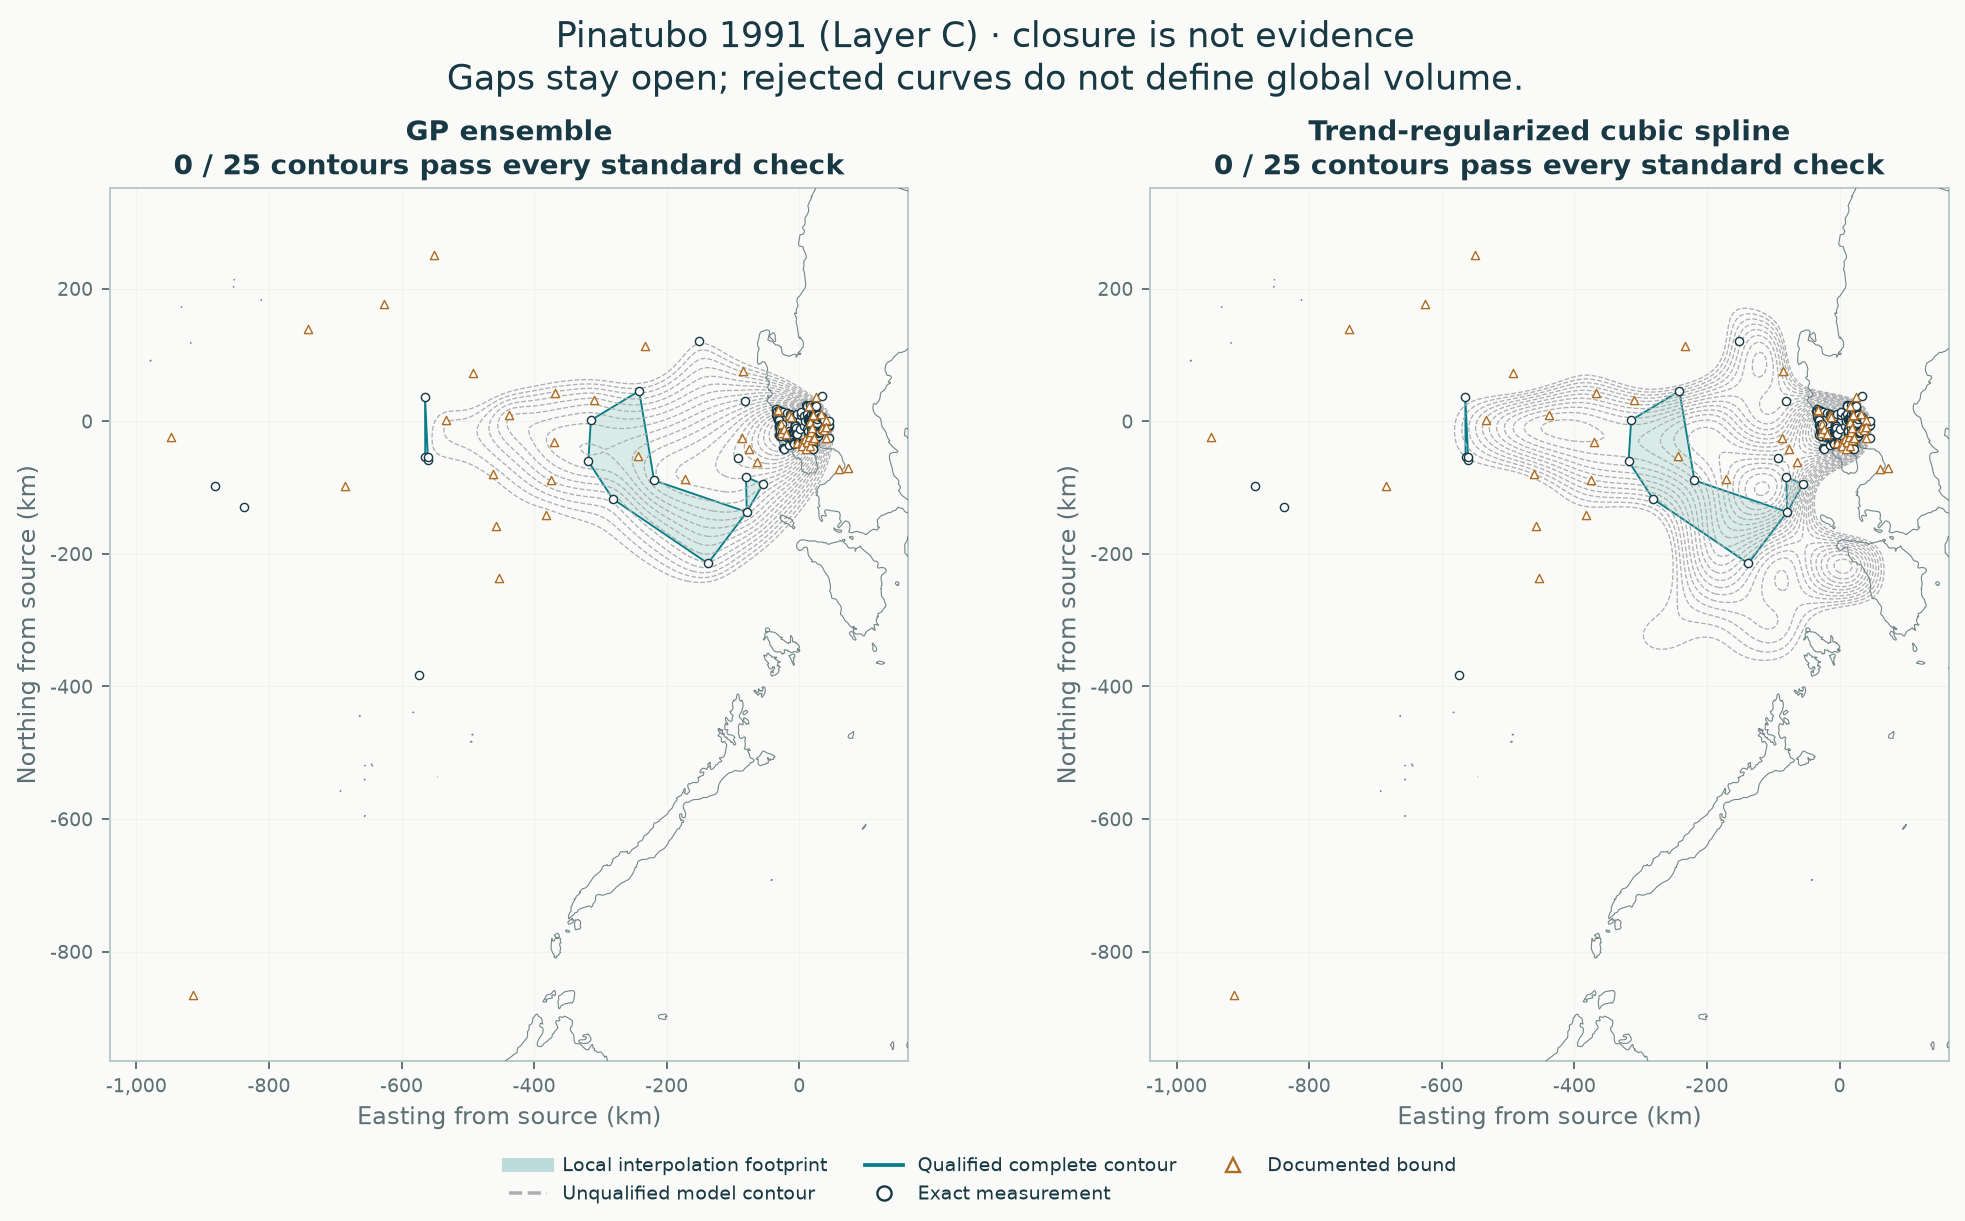 Pinatubo 1991 (Layer C) · closure is not evidence
Gaps stay open; rejected curves do not define global volume.
GP ensemble
0 / 25 contours pass every standard check
Trend-regularized cubic spline
0 / 25 contours pass every standard check
Northing from source (km)
200
0
-200
-400
-600
-800
-1,000
-800
-600
-400
-200
0
Easting from source (km)
Northing from source (km)
200
0
-200
-400
-600
-800
-1,000
-800
-600
-400
-200
0
Easting from source (km)
Local interpolation footprint
Qualified complete contour
Documented bound
Unqualified model contour
Exact measurement